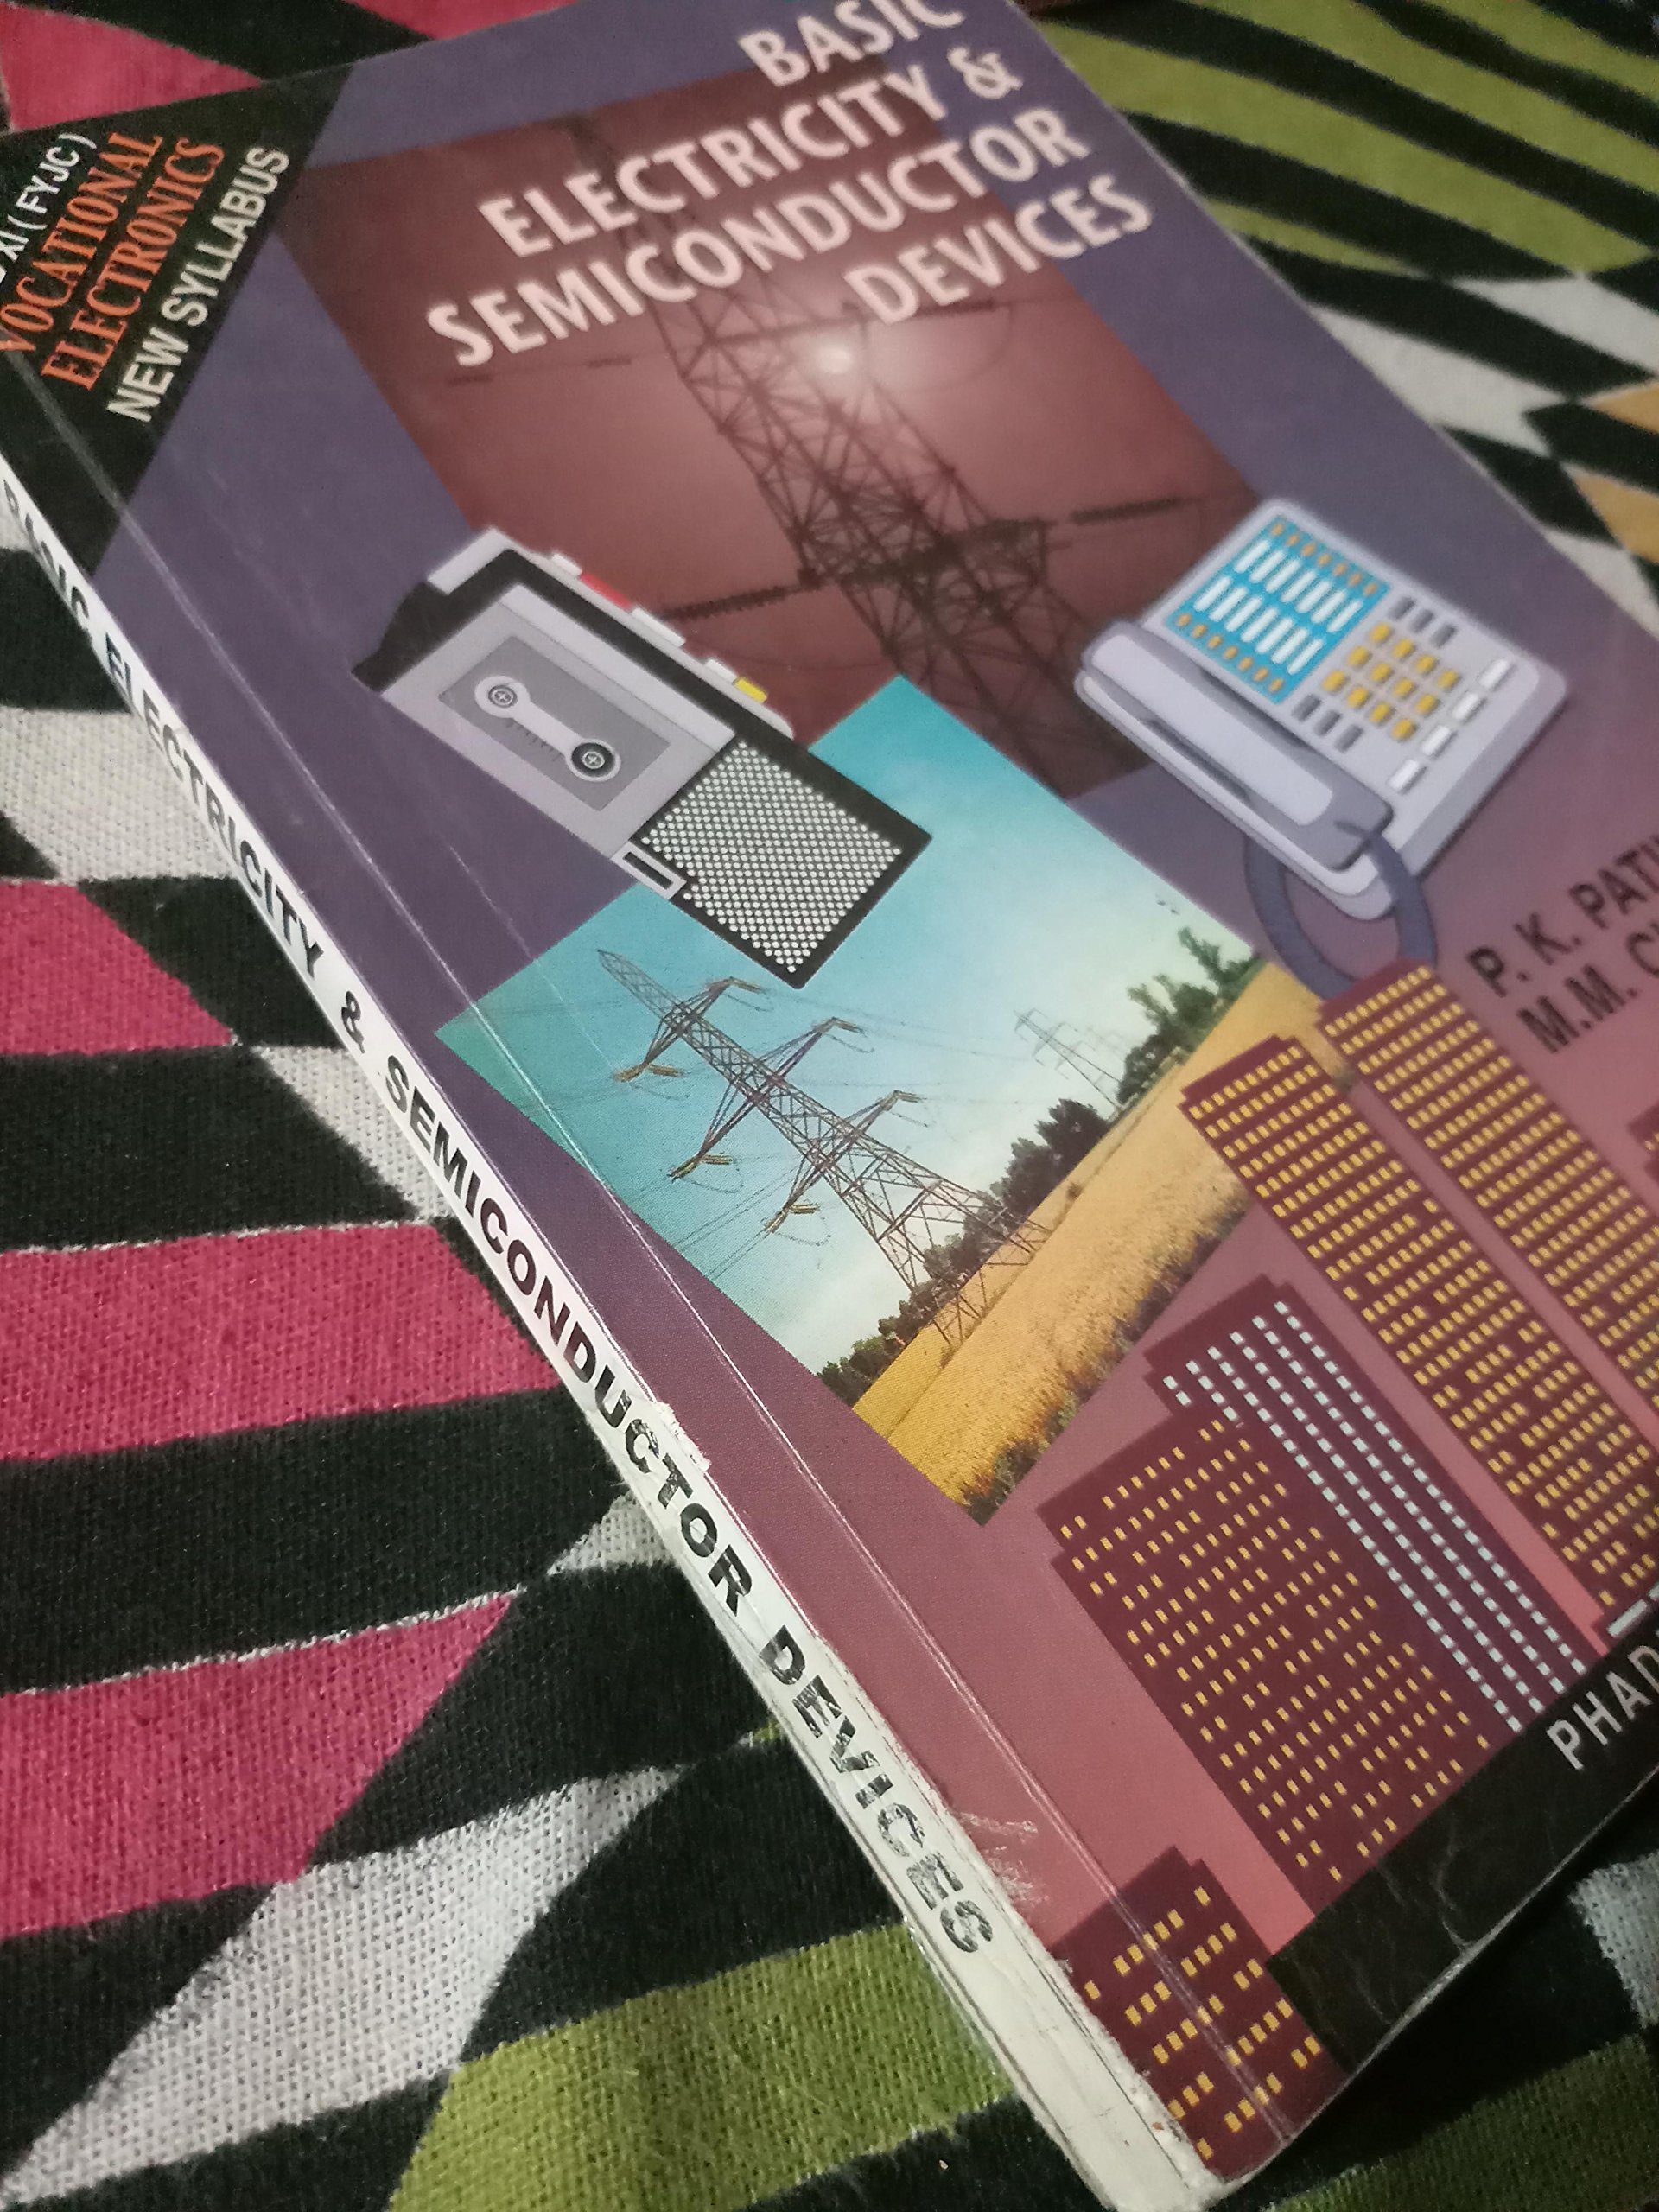 XI ( FYJC )
VOCATIONAL
ELECTRONICS
NEW SYLLABUS
BASIC
ELECTRICITY &
SEMICONDUCTOR
DEVICES
P. K.
M.M.
BASIC ELECTRICITY & SEMICONDUCTOR DEVICES